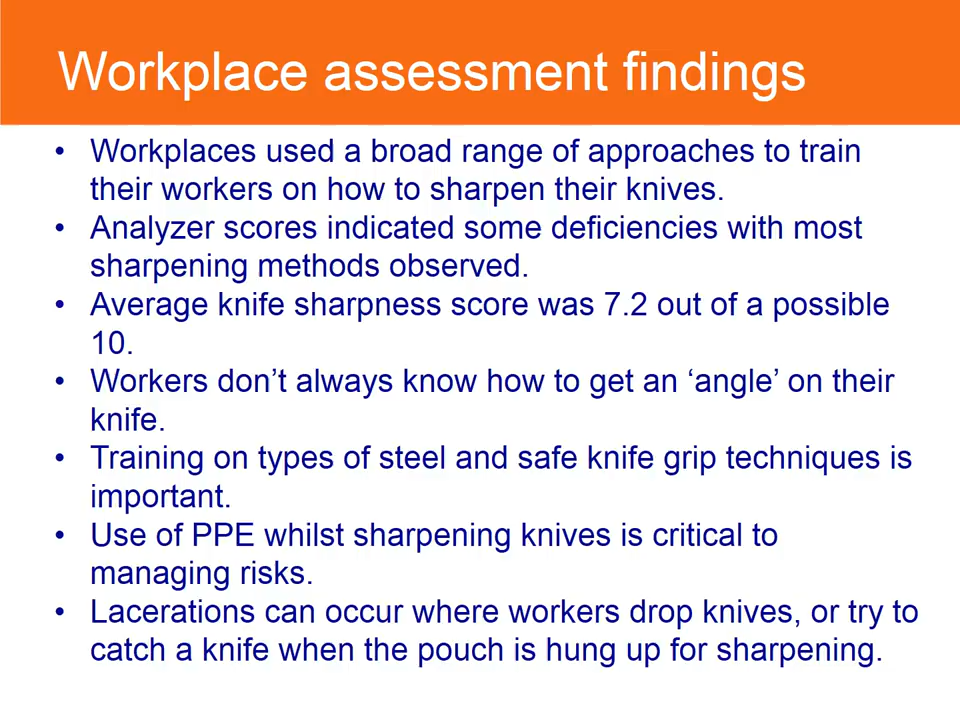 Workplace assessment findings
• Workplaces used a broad range of approaches to train
their workers on how to sharpen their knives.
• Analyzer scores indicated some deficiencies with most
sharpening methods observed.
• Average knife sharpness score was 7.2 out of a possible
10.
• Workers don’t always know how to get an ‘angle’ on their
knife.
• Training on types of steel and safe knife grip techniques is
important.
• Use of PPE whilst sharpening knives is critical to
managing risks.
• Lacerations can occur where workers drop knives, or try to
catch a knife when the pouch is hung up for sharpening.